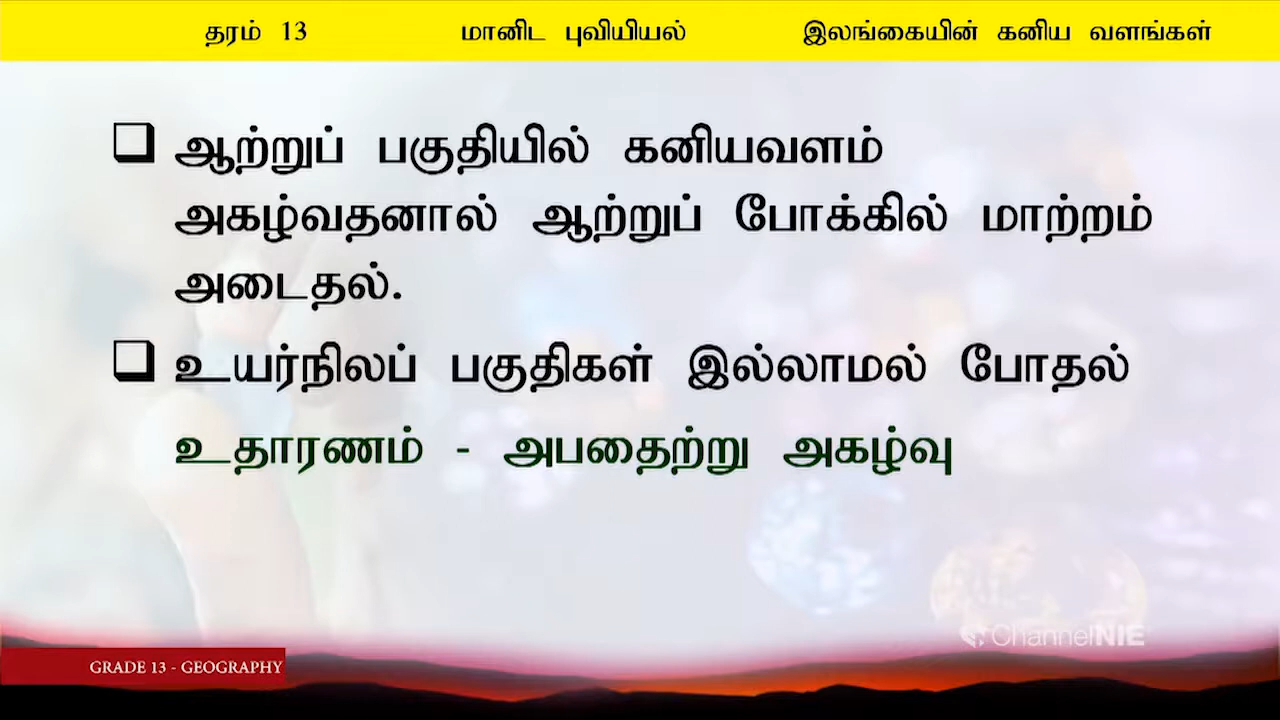 தரம் 13 மானிட புவியியல் இலங்கையின் கனிய வளங்கள்
❑ ஆற்றுப் பகுதியில் கனியவளம்
அகழ்வதனால் ஆற்றுப் போக்கில் மாற்றம்
அடைதல்.
❑ உயர்நிலப் பகுதிகள் இல்லாமல் போதல்
உதாரணம் - அபதைற்று அகழ்வு
ChannelNIE
GRADE 13 - GEOGRAPHY